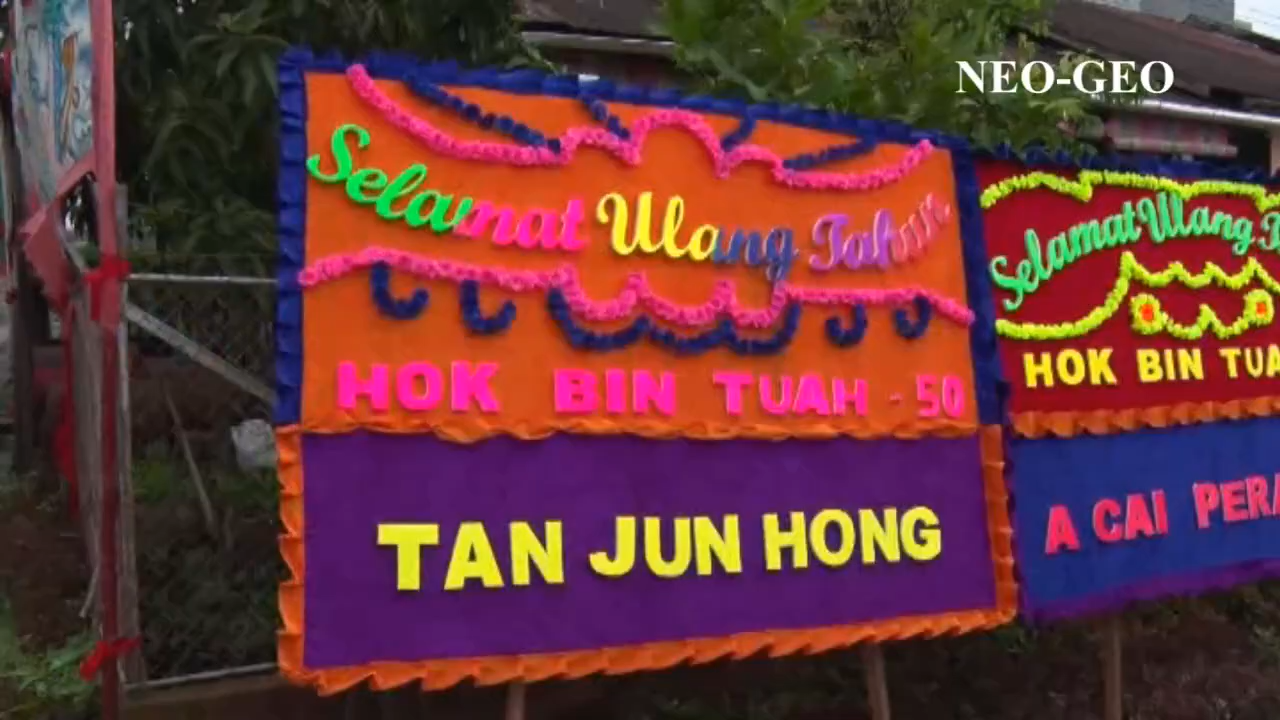 NEO-GEO
Selamat Ulang Tahun
HOK BIN TUAH - 50
TAN JUN HONG
Selamat Ulang
HOK BIN TUA
A CAI PERA